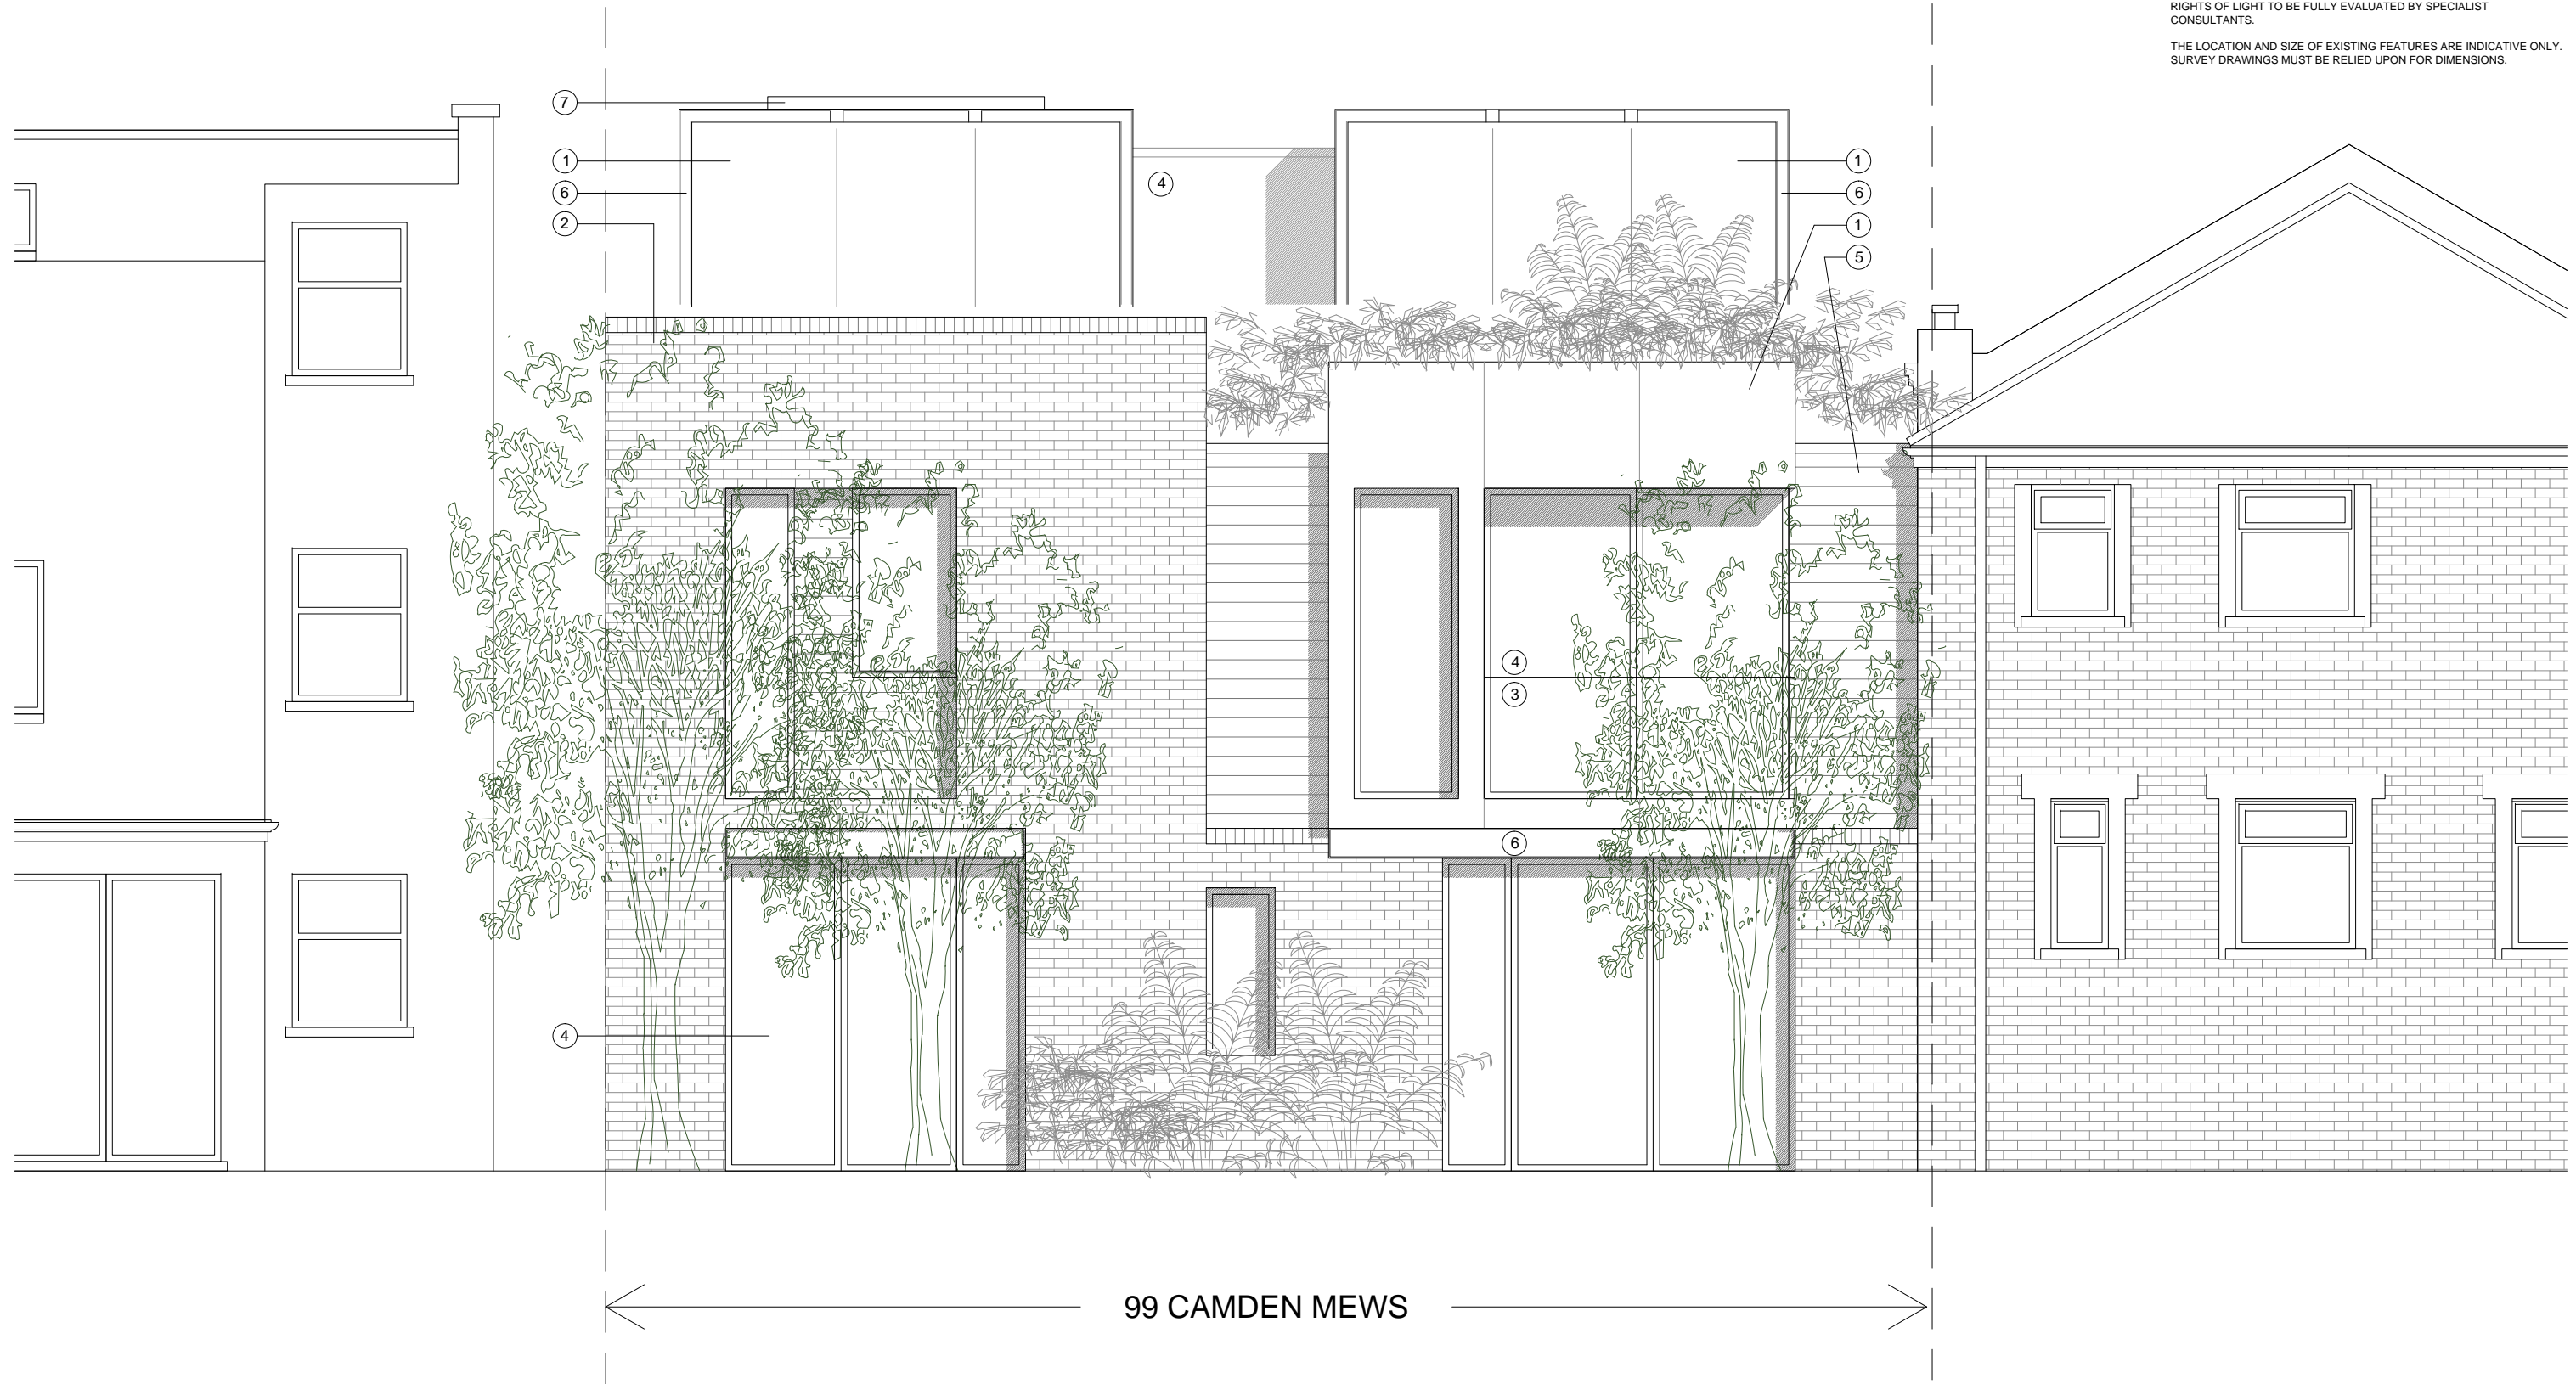 RIGHTS OF LIGHT TO BE FULLY EVALUATED BY SPECIALIST
CONSULTANTS.
THE LOCATION AND SIZE OF EXISTING FEATURES ARE INDICATIVE ONLY.
SURVEY DRAWINGS MUST BE RELIED UPON FOR DIMENSIONS.
7
1
6
2
4
1
6
1
5
4
3
6
4
99 CAMDEN MEWS